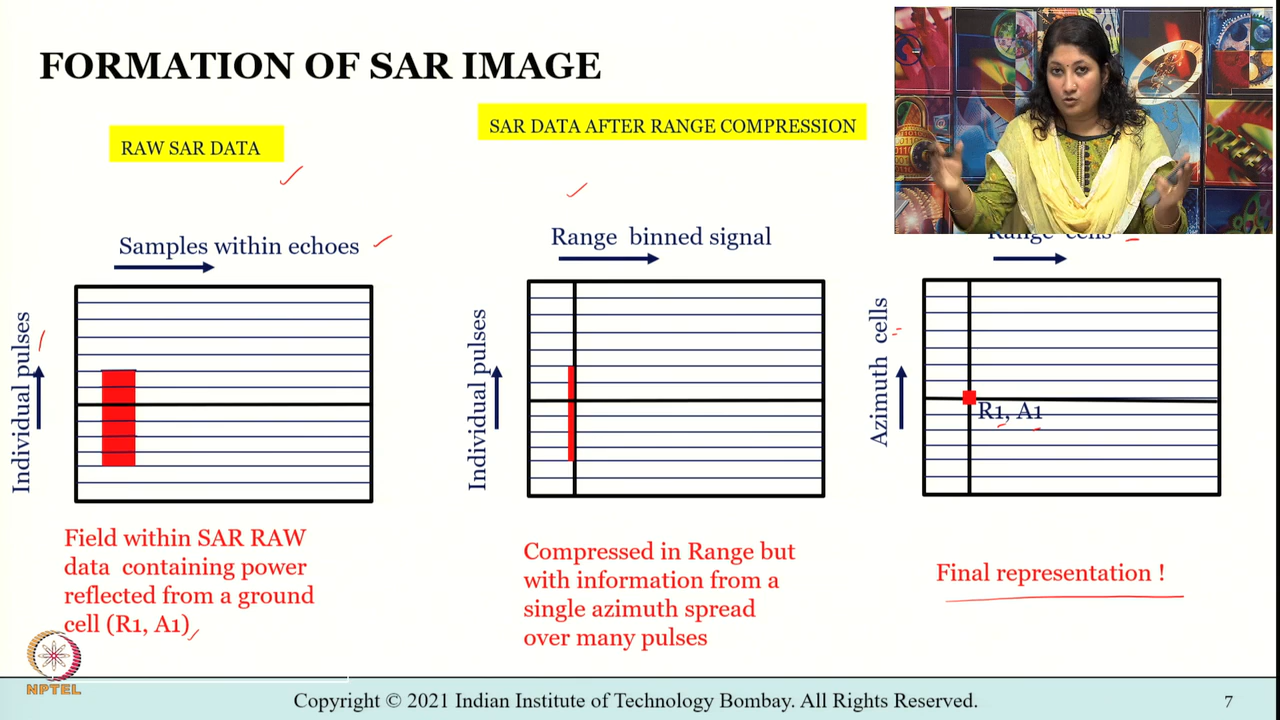 FORMATION OF SAR IMAGE
RAW SAR DATA
SAR DATA AFTER RANGE COMPRESSION
Samples within echoes
Individual pulses
Field within SAR RAW
data containing power
reflected from a ground
cell (R1, A1)
Range binned signal
Individual pulses
Compressed in Range but
with information from a
single azimuth spread
over many pulses
Range cells
Azimuth cells
R1, A1
Final representation !
NPTEL
Copyright © 2021 Indian Institute of Technology Bombay. All Rights Reserved.
7